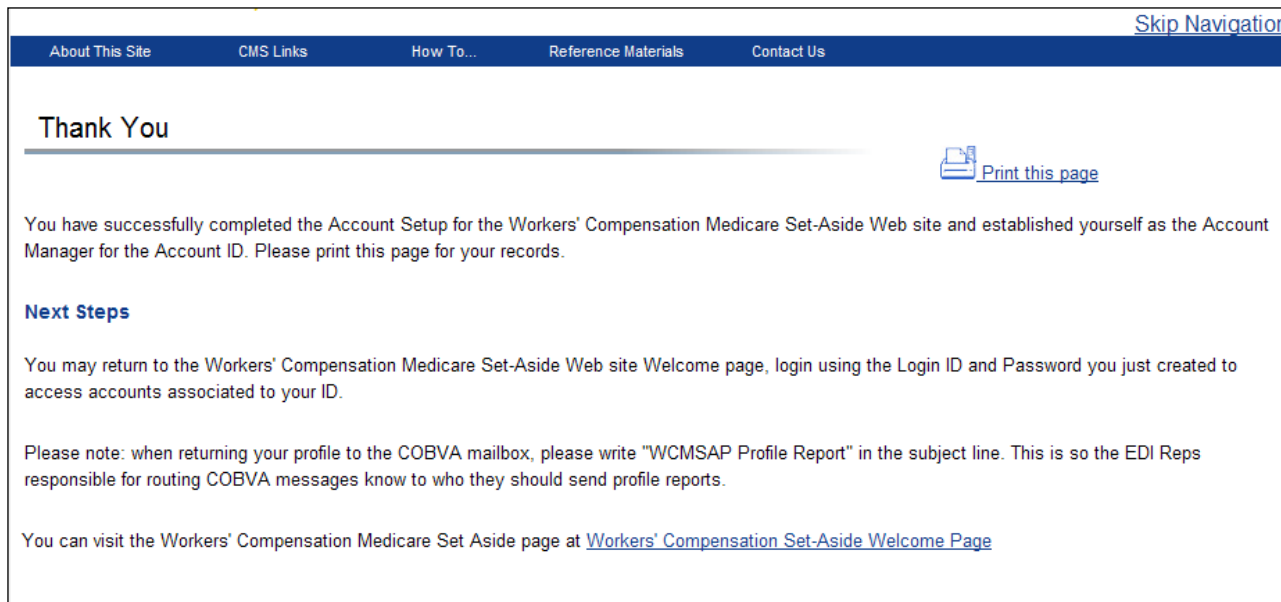 Skip Navigation
About This Site CMS Links How To... Reference Materials Contact Us
Thank You
Print this page
You have successfully completed the Account Setup for the Workers' Compensation Medicare Set-Aside Web site and established yourself as the Account
Manager for the Account ID. Please print this page for your records.
Next Steps
You may return to the Workers' Compensation Medicare Set-Aside Web site Welcome page, login using the Login ID and Password you just created to
access accounts associated to your ID.
Please note: when returning your profile to the COBVA mailbox, please write "WCMSAP Profile Report" in the subject line. This is so the EDI Reps
responsible for routing COBVA messages know to who they should send profile reports.
You can visit the Workers' Compensation Medicare Set Aside page at Workers' Compensation Set-Aside Welcome Page